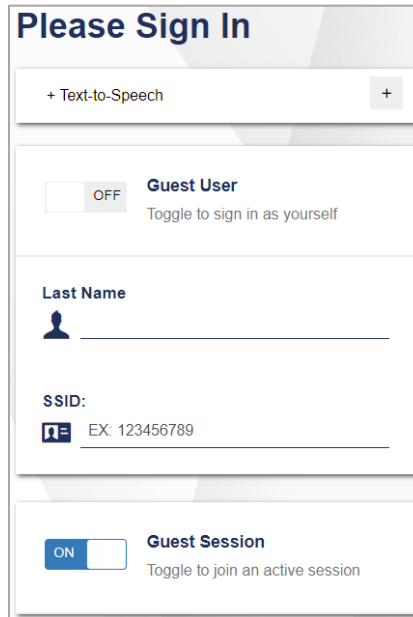 Please Sign In
+ Text-to-Speech +
OFF Guest User
Toggle to sign in as yourself
Last Name
SSID:
EX: 123456789
ON Guest Session
Toggle to join an active session